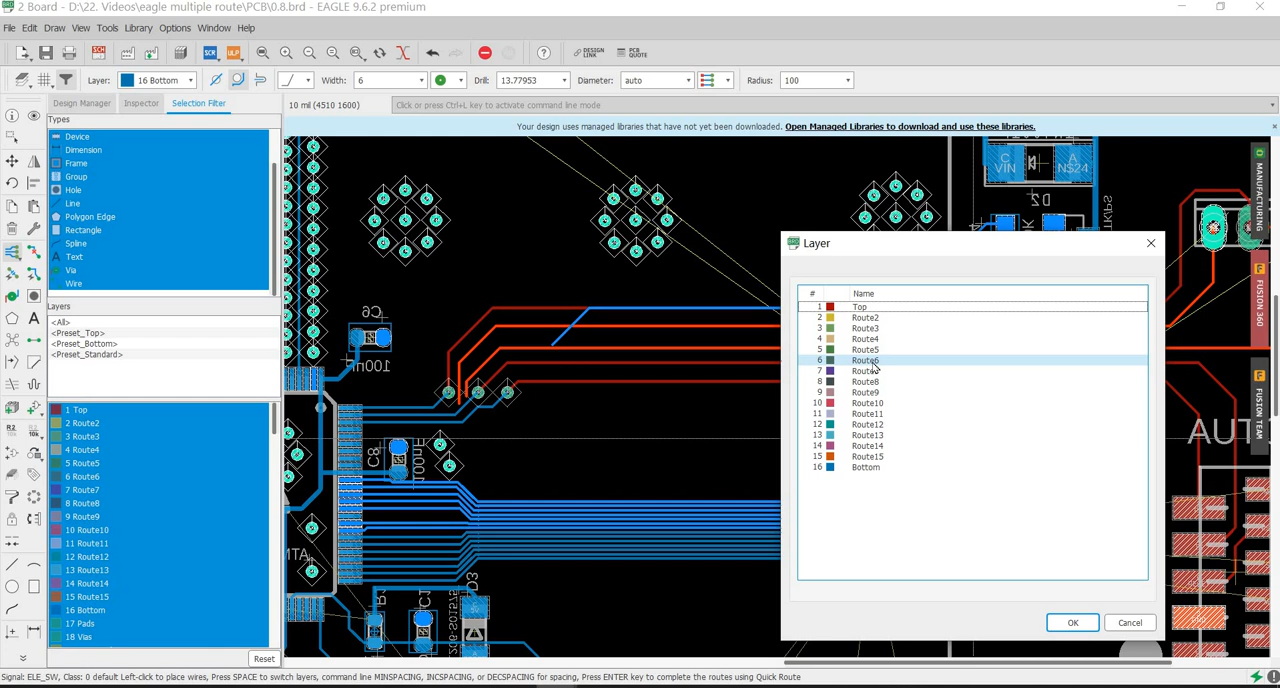 2 Board - D:\22. Videos\eagle multiple route\PCB\0.8.brd - EAGLE 9.6.2 premium
File Edit Draw View Tools Library Options Window Help
SCH SCR ULP DESIGN LINK PCB QUOTE
Layer: 16 Bottom Width: 6 Drill: 13.77953 Diameter: auto Radius: 100
Design Manager Inspector Selection Filter
10 mil (4510 1600) Click or press Ctrl+L key to activate command line mode
Your design uses managed libraries that have not yet been downloaded. Open Managed Libraries to download and use these libraries.
Types
Device
Dimension
Frame
Group
Hole
Line
Polygon Edge
Rectangle
Spline
Text
Via
Wire
Layers
<All>
<Preset_Top>
<Preset_Bottom>
<Preset_Standard>
1 Top
2 Route2
3 Route3
4 Route4
5 Route5
6 Route6
7 Route7
8 Route8
9 Route9
10 Route10
11 Route11
12 Route12
13 Route13
14 Route14
15 Route15
16 Bottom
17 Pads
18 Vias
Reset
C VIN
A NS24
D2
C6
100n
C8
100nF
D3
C1
AUT
MANUFACTURING
FUSION 360
FUSION TEAM
Layer
# Name
1 Top
2 Route2
3 Route3
4 Route4
5 Route5
6 Route6
7 Route7
8 Route8
9 Route9
10 Route10
11 Route11
12 Route12
13 Route13
14 Route14
15 Route15
16 Bottom
OK Cancel
Signal: ELE_SW, Class: 0 default Left-click to place wires, Press SPACE to switch layers, command line MINSPACING, INCSPACING, or DECSPACING for spacing, Press ENTER key to complete the routes using Quick Route